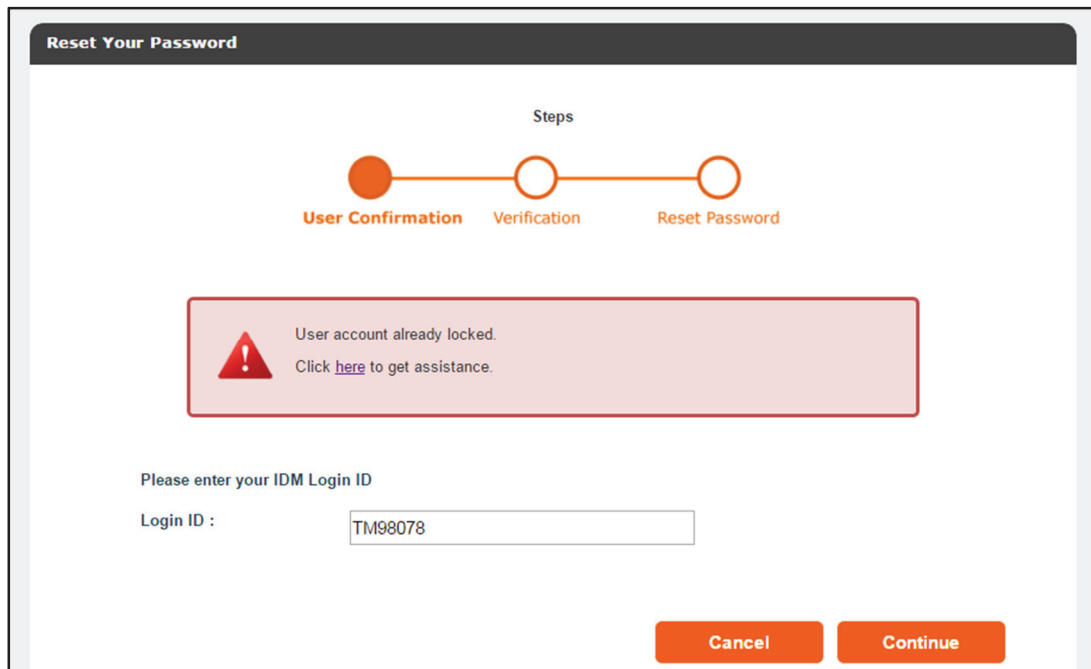 Reset Your Password
Steps
User Confirmation Verification Reset Password
User account already locked.
Click here to get assistance.
Please enter your IDM Login ID
Login ID : TM98078
Cancel Continue